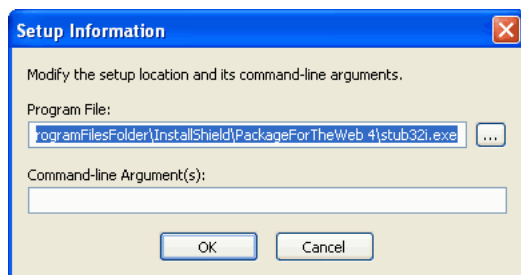 Setup Information
Modify the setup location and its command-line arguments.
Program File:
rogramFilesFolder\InstallShield\PackageForTheWeb 4\stub32i.exe
...
Command-line Argument(s):
OK
Cancel